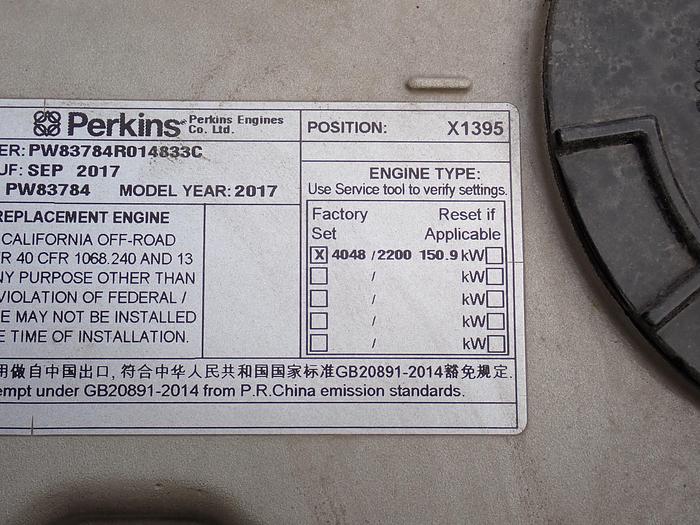 Perkins Perkins Engines
Co. Ltd.
POSITION: X1395
ER: PW83784R014833C
UF: SEP 2017
PW83784 MODEL YEAR: 2017
ENGINE TYPE:
Use Service tool to verify settings.
REPLACEMENT ENGINE
CALIFORNIA OFF-ROAD
FR 40 CFR 1068.240 AND 13
NY PURPOSE OTHER THAN
VIOLATION OF FEDERAL /
E MAY NOT BE INSTALLED
E TIME OF INSTALLATION.
Factory Reset if
Set Applicable
X 4048 / 2200 150.9 kW
/ kW
/ kW
/ kW
/ kW
用做自中国出口, 符合中华人民共和国国家标准GB20891-2014豁免规定.
empt under GB20891-2014 from P.R.China emission standards.